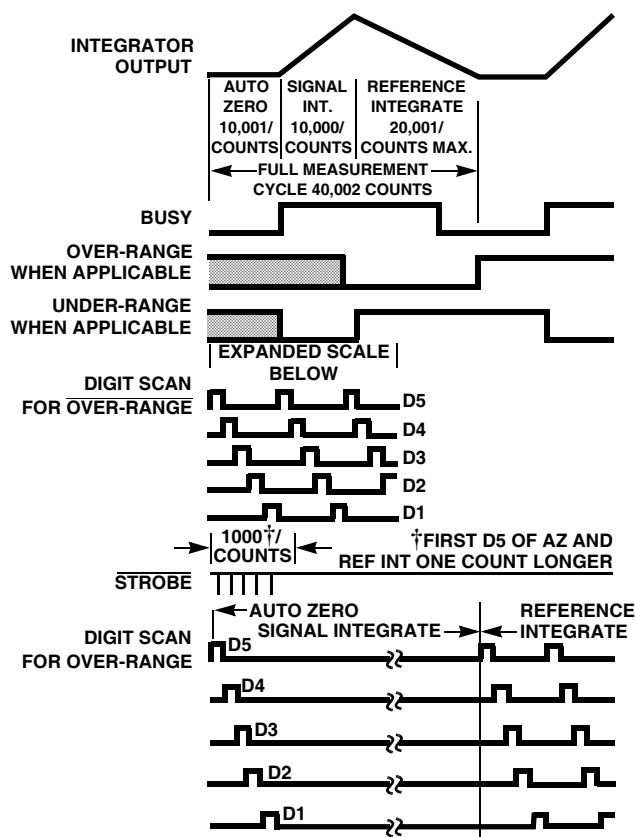 INTEGRATOR
OUTPUT
AUTO
ZERO
10,001/
COUNTS
SIGNAL
INT.
10,000/
COUNTS
REFERENCE
INTEGRATE
20,001/
COUNTS MAX.
FULL MEASUREMENT
CYCLE 40,002 COUNTS
BUSY
OVER-RANGE
WHEN APPLICABLE
UNDER-RANGE
WHEN APPLICABLE
EXPANDED SCALE
BELOW
DIGIT SCAN
FOR OVER-RANGE
D5
D4
D3
D2
D1
1000†/
COUNTS
†FIRST D5 OF AZ AND
REF INT ONE COUNT LONGER
STROBE
AUTO ZERO
SIGNAL INTEGRATE
REFERENCE
INTEGRATE
DIGIT SCAN
FOR OVER-RANGE
D5
D4
D3
D2
D1